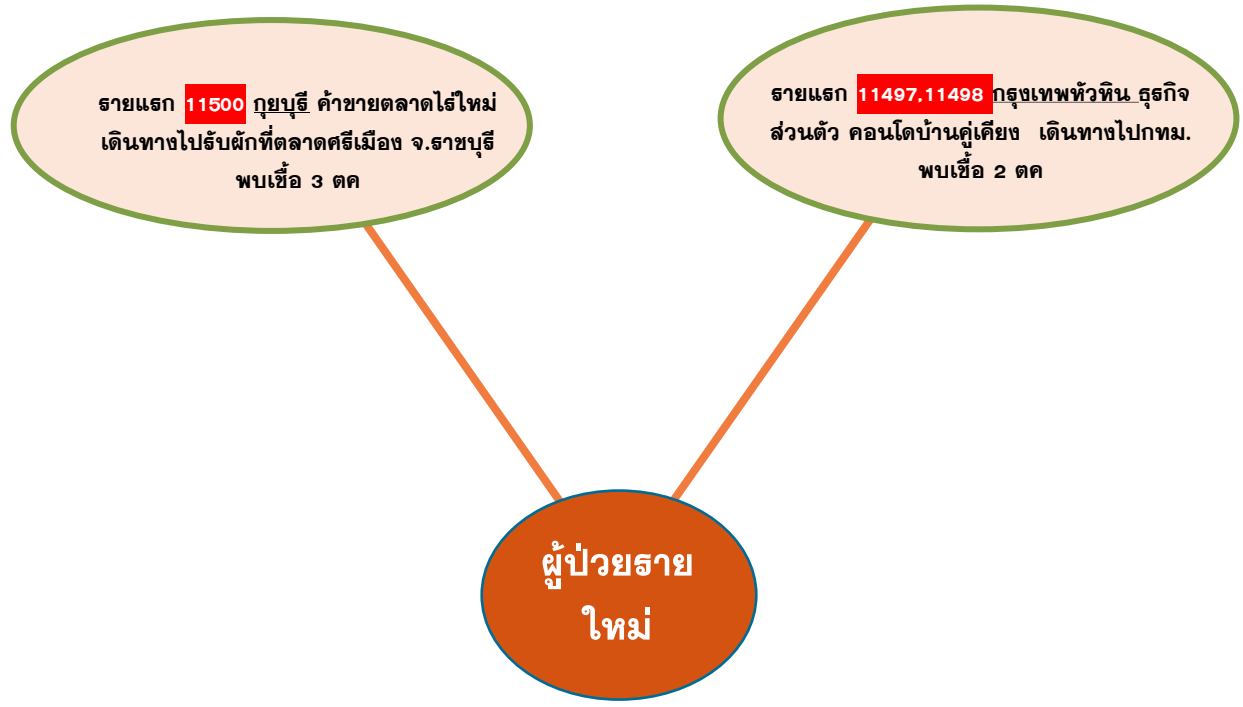 รายแรก 11500 กุยบุรี ค้าขายตลาดไร่ใหม่
เดินทางไปรับผักที่ตลาดศรีเมือง จ.ราชบุรี
พบเชื้อ 3 ตค
รายแรก 11497,11498 กรุงเทพหัวหิน ธุรกิจ
ส่วนตัว คอนโดบ้านคู่เคียง เดินทางไปกทม.
พบเชื้อ 2 ตค
ผู้ป่วยราย
ใหม่